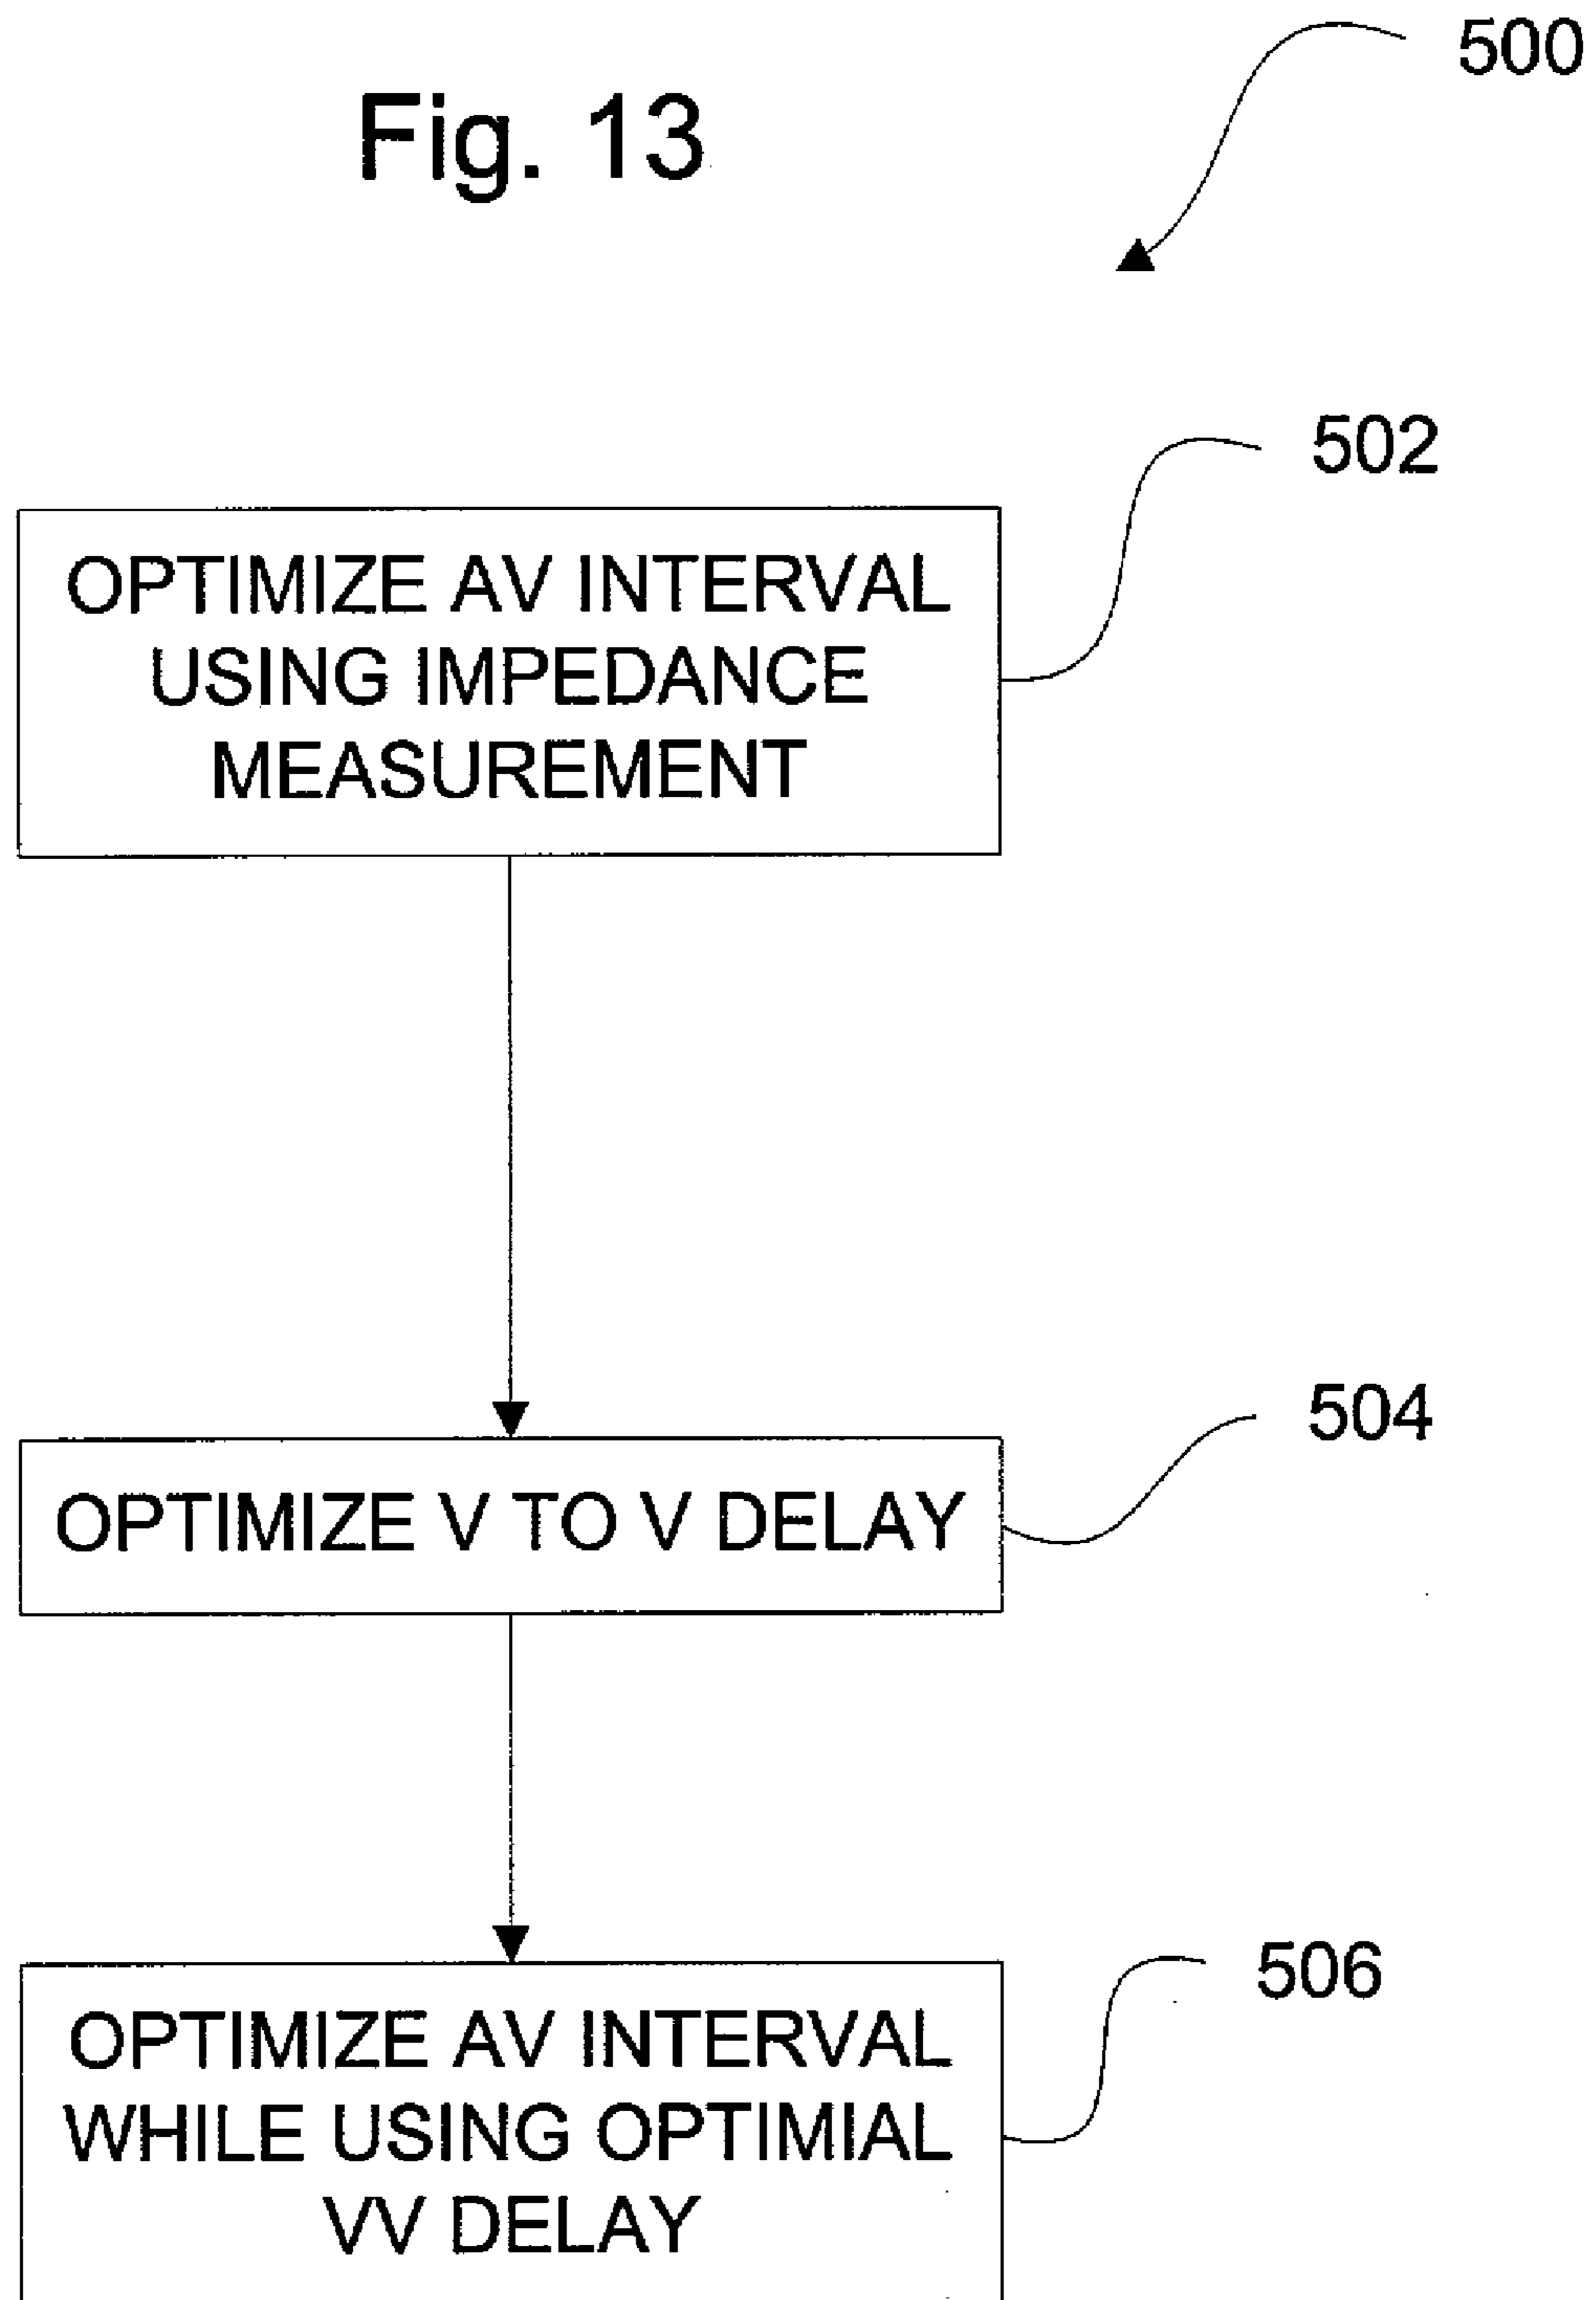 500
Fig. 13
502
OPTIMIZE AV INTERVAL
USING IMPEDANCE
MEASUREMENT
504
OPTIMIZE V TO V DELAY
506
OPTIMIZE AV INTERVAL
WHILE USING OPTIMIAL
VV DELAY